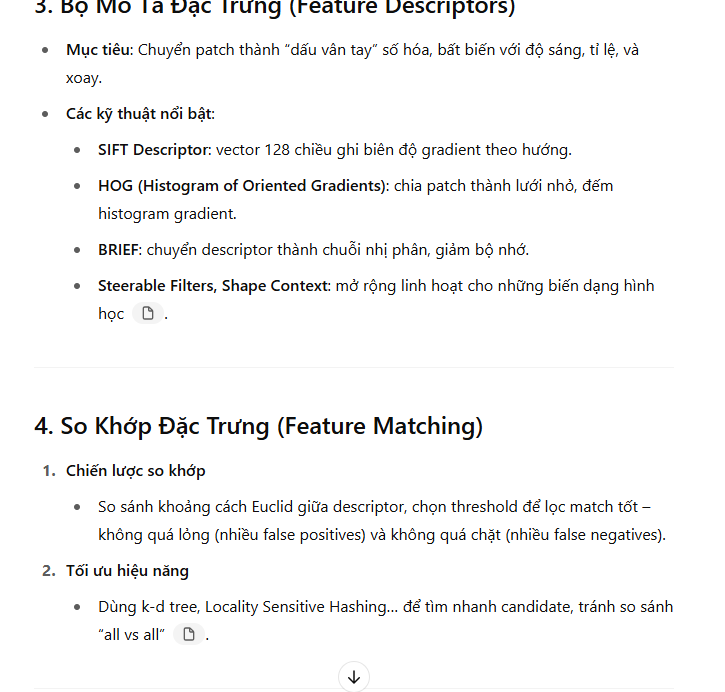 3. Bộ Mô Tả Đặc Trưng (Feature Descriptors)
Mục tiêu: Chuyển patch thành “dấu vân tay” số hóa, bất biến với độ sáng, tỉ lệ, và
xoay.
Các kỹ thuật nổi bật:
SIFT Descriptor: vector 128 chiều ghi biên độ gradient theo hướng.
HOG (Histogram of Oriented Gradients): chia patch thành lưới nhỏ, đếm
histogram gradient.
BRIEF: chuyển descriptor thành chuỗi nhị phân, giảm bộ nhớ.
Steerable Filters, Shape Context: mở rộng linh hoạt cho những biến dạng hình
học .
4. So Khớp Đặc Trưng (Feature Matching)
1. Chiến lược so khớp
So sánh khoảng cách Euclid giữa descriptor, chọn threshold để lọc match tốt –
không quá lỏng (nhiều false positives) và không quá chặt (nhiều false negatives).
2. Tối ưu hiệu năng
Dùng k-d tree, Locality Sensitive Hashing... để tìm nhanh candidate, tránh so sánh
“all vs all” .